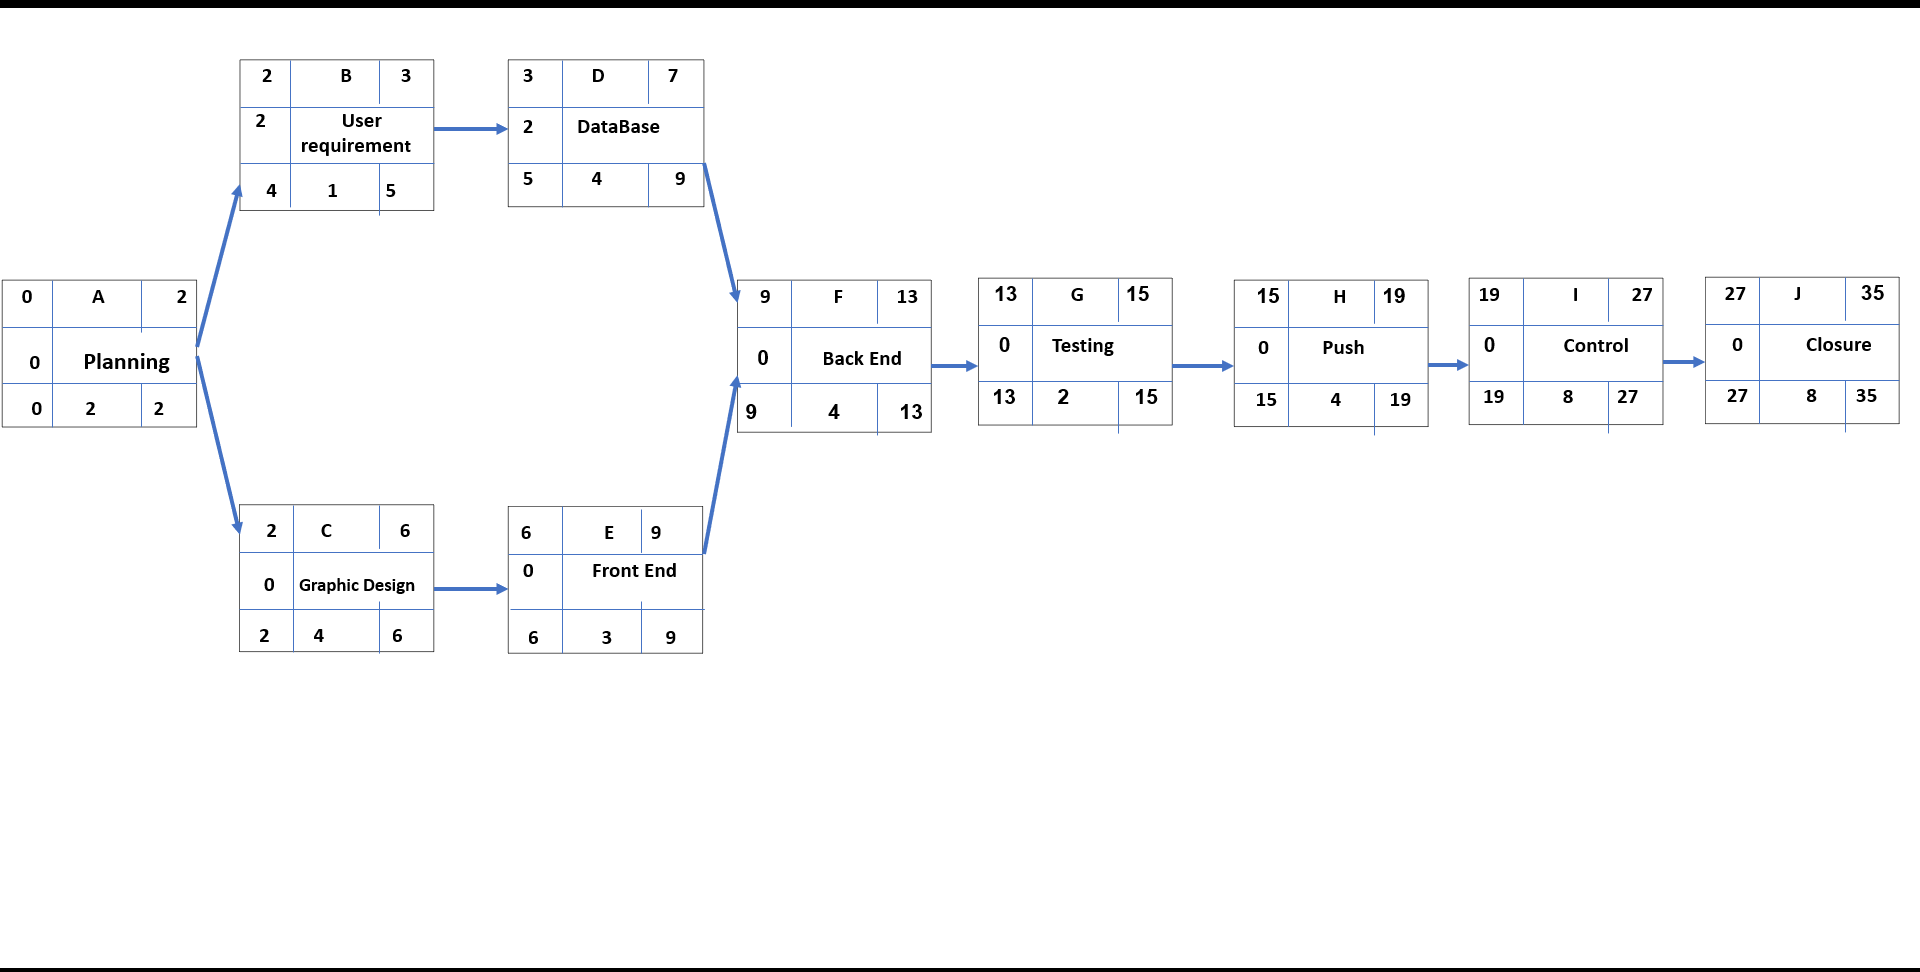 2 B 3
2 User
requirement
4 1 5
3 D 7
2 DataBase
5 4 9
0 A 2
0 Planning
0 2 2
2 C 6
0 Graphic Design
2 4 6
6 E 9
0 Front End
6 3 9
9 F 13
0 Back End
9 4 13
13 G 15
0 Testing
13 2 15
15 H 19
0 Push
15 4 19
19 I 27
0 Control
19 8 27
27 J 35
0 Closure
27 8 35